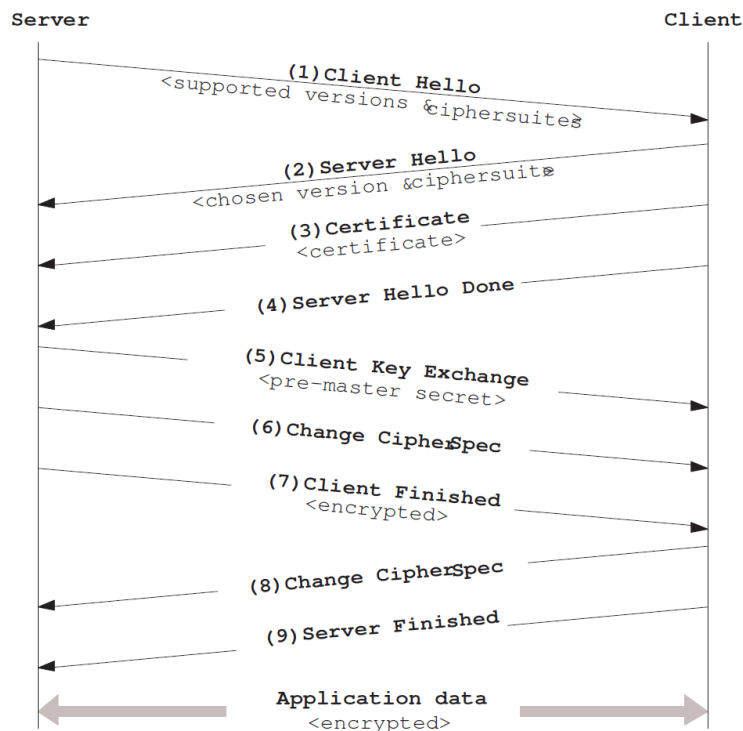 Server Client
(1)Client Hello
<supported versions &ciphersuites>
(2)Server Hello
<chosen version &ciphersuite>
(3)Certificate
<certificate>
(4)Server Hello Done
(5)Client Key Exchange
<pre-master secret>
(6)Change CipherSpec
(7)Client Finished
<encrypted>
(8)Change CipherSpec
(9)Server Finished
Application data
<encrypted>